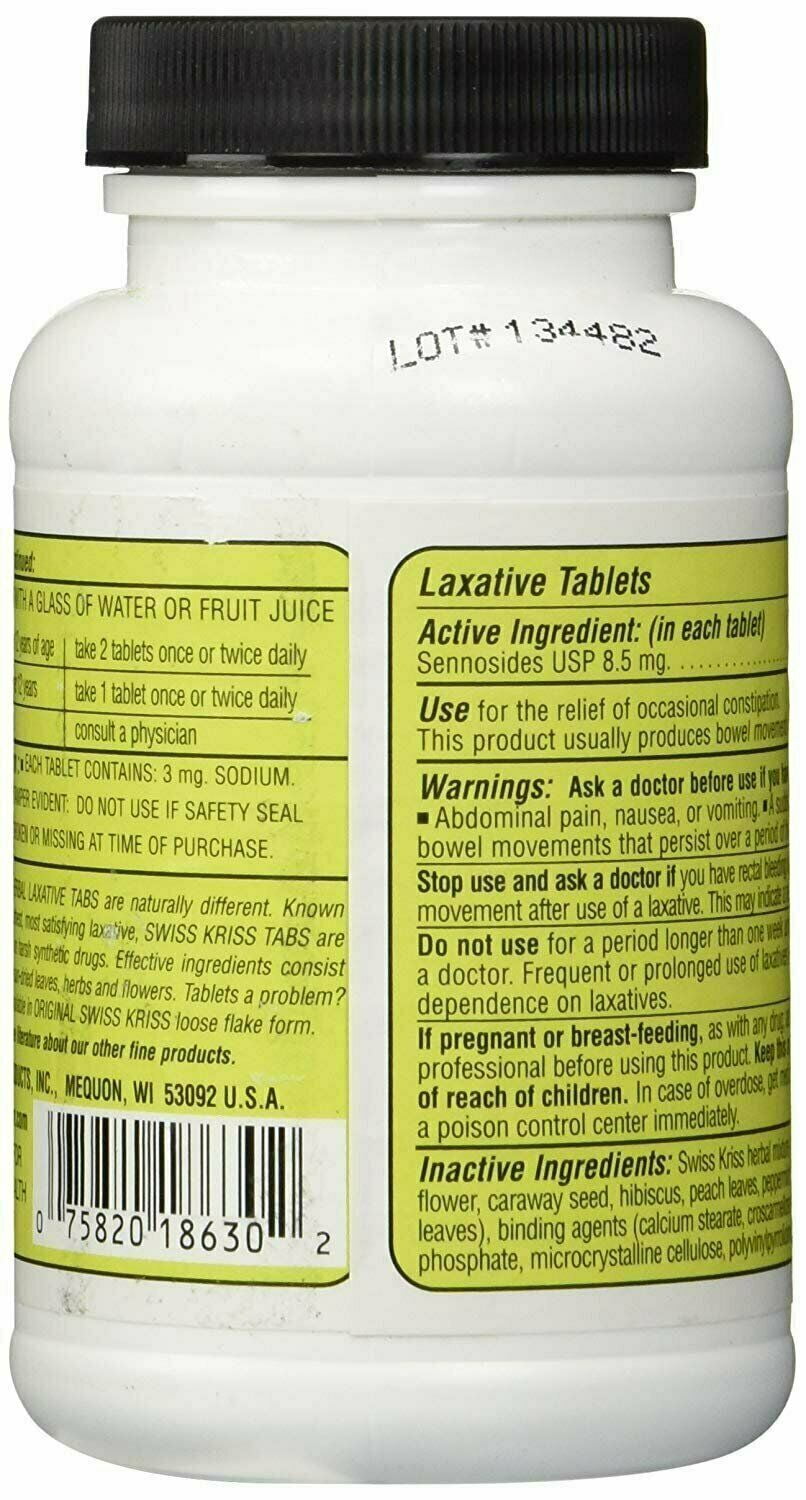 LOT# 134482
WITH A GLASS OF WATER OR FRUIT JUICE
years of age take 2 tablets once or twice daily
12 years take 1 tablet once or twice daily
consult a physician
EACH TABLET CONTAINS: 3 mg. SODIUM.
EVIDENT: DO NOT USE IF SAFETY SEAL
OR MISSING AT TIME OF PURCHASE.
LAXATIVE TABS are naturally different. Known
most satisfying laxative, SWISS KRISS TABS are
harsh synthetic drugs. Effective ingredients consist
leaves, herbs and flowers. Tablets a problem?
in ORIGINAL SWISS KRISS loose flake form.
literature about our other fine products.
INC., MEQUON, WI 53092 U.S.A.
0 75820 18630 2
Laxative Tablets
Active Ingredient: (in each tablet)
Sennosides USP 8.5 mg. . . . . . . . . . . . .
Use for the relief of occasional constipation.
This product usually produces bowel
Warnings: Ask a doctor before use if you
▪ Abdominal pain, nausea, or vomiting. ▪ A
bowel movements that persist over a period
Stop use and ask a doctor if you have rectal bleeding
movement after use of a laxative. This may indicate
Do not use for a period longer than one week
a doctor. Frequent or prolonged use of
dependence on laxatives.
If pregnant or breast-feeding, as with any drug,
professional before using this product. Keep
of reach of children. In case of overdose, get
a poison control center immediately.
Inactive Ingredients: Swiss Kriss herbal
flower, caraway seed, hibiscus, peach leaves,
leaves), binding agents (calcium stearate,
phosphate, microcrystalline cellulose,